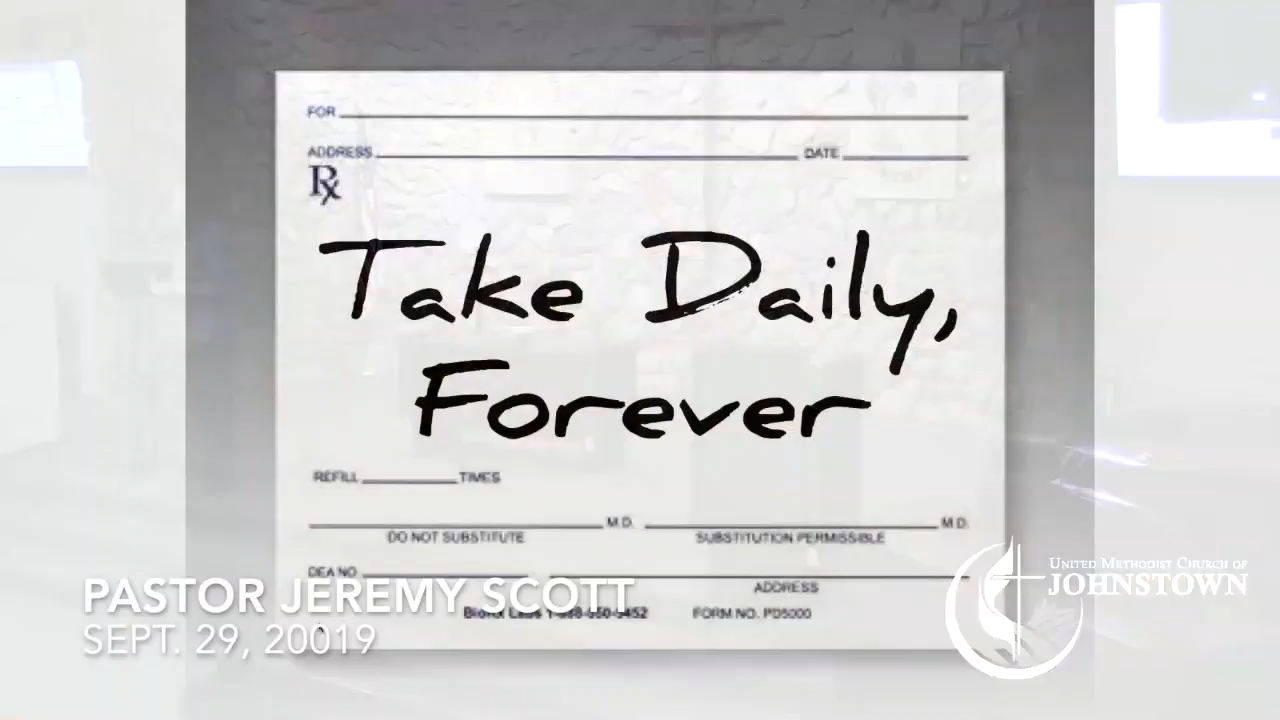 FOR
ADDRESS DATE
Rx
Take Daily,
Forever
REFILL TIMES
M.D. M.D.
DO NOT SUBSTITUTE SUBSTITUTION PERMISSIBLE
DEA NO.
ADDRESS
FORM NO. PD5000
PASTOR JEREMY SCOTT
SEPT. 29, 20019
UNITED METHODIST CHURCH OF
JOHNSTOWN